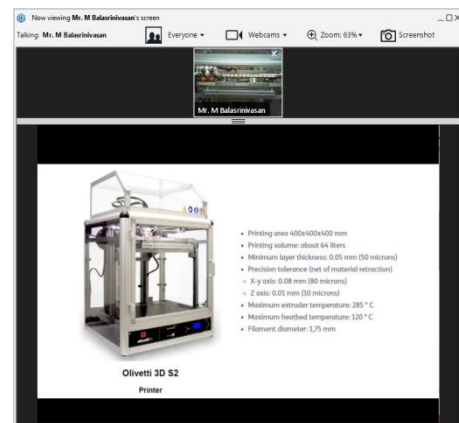 Now viewing Mr. M Balasrinivasan's screen
Talking: Mr. M Balasrinivasan
Everyone
Webcams
Zoom: 63%
Screenshot
Mr. M Balasrinivasan
• Printing area 400x400x400 mm
• Printing volume: about 64 liters
• Minimum layer thickness: 0.05 mm (50 microns)
• Precision tolerance (net of material retraction)
X-y axis: 0.08 mm (80 microns)
Z axis: 0.01 mm (10 microns)
• Maximum extruder temperature: 285 ° C
• Maximum heatbed temperature: 120 ° C
• Filament diameter: 1,75 mm
Olivetti 3D S2
Printer